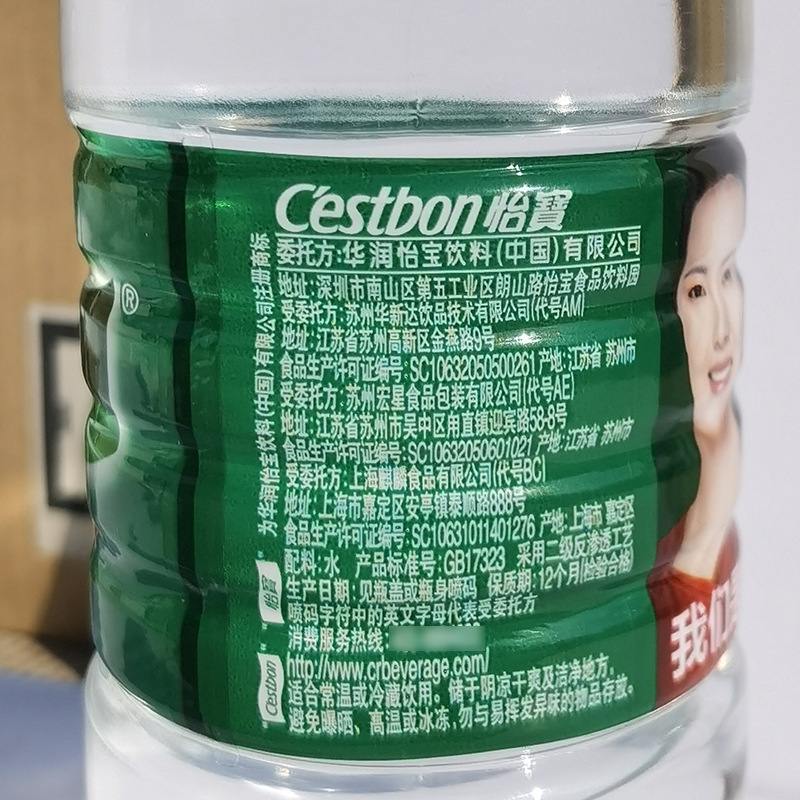 C'estbon 怡寶
委托方:华润怡宝饮料(中国)有限公司
地址:深圳市南山区第五工业区朗山路怡宝食品饮料园
受委托方:苏州华新达饮品技术有限公司(代号AM)
地址:江苏省苏州高新区金燕路9号
食品生产许可证编号:SC10632050500261 产地:江苏省 苏州市
受委托方:苏州宏星食品包装有限公司(代号AE)
地址:江苏省苏州市吴中区甪直镇迎宾路58-8号
食品生产许可证编号:SC10632050601021 产地:江苏省 苏州市
受委托方:上海麒麟食品有限公司(代号BC)
地址:上海市嘉定区安亭镇泰顺路888号
食品生产许可证编号:SC10631011401276 产地:上海市 嘉定区
配料:水 产品标准号:GB17323 采用二级反渗透工艺
生产日期:见瓶盖或瓶身喷码 保质期:12个月(检验合格)
喷码字符中的英文字母代表受委托方
消费服务热线:
http://www.crbeverage.com/
适合常温或冷藏饮用。储于阴凉干爽及洁净地方,
避免曝晒、高温或冰冻,勿与易挥发异味的物品存放。
C'estbon 怡寶 为华润怡宝饮料(中国)有限公司注册商标
®
我们